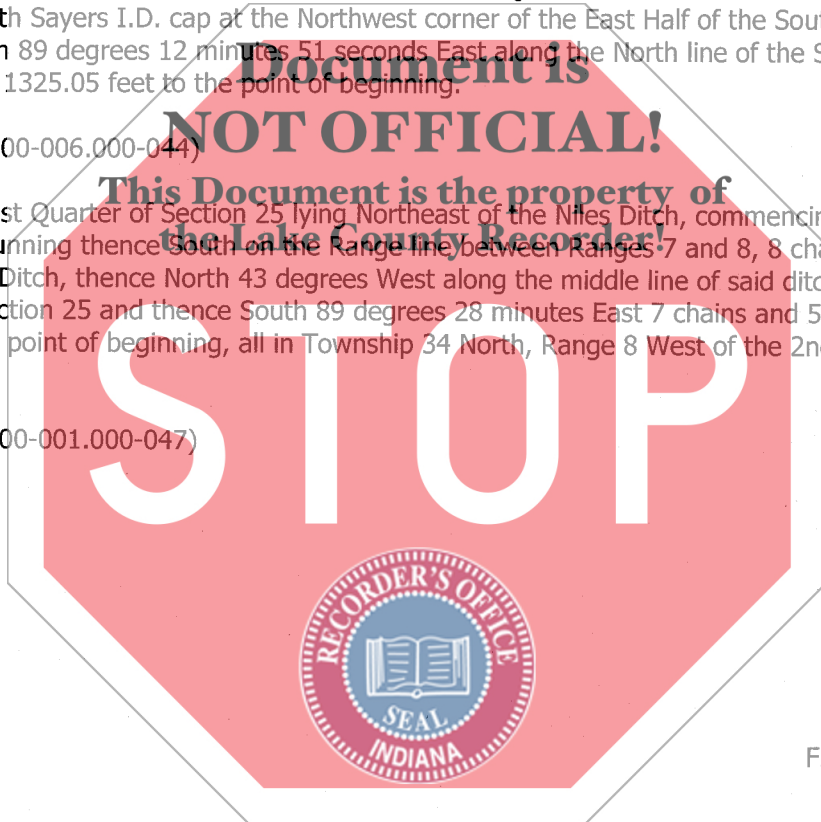 th Sayers I.D. cap at the Northwest corner of the East Half of the Sout
n 89 degrees 12 minutes 51 seconds East along the North line of the S
1325.05 feet to the point of beginning.
Document is
NOT OFFICIAL!
00-006.000-044)
This Document is the property of
the Lake County Recorder!
st Quarter of Section 25 lying Northeast of the Niles Ditch, commencin
unning thence South on the Range line between Ranges 7 and 8, 8 cha
Ditch, thence North 43 degrees West along the middle line of said ditc
ction 25 and thence South 89 degrees 28 minutes East 7 chains and 5
point of beginning, all in Township 34 North, Range 8 West of the 2n
STOP
00-001.000-047)
RECORDER'S OFFICE
SEAL
INDIANA
F